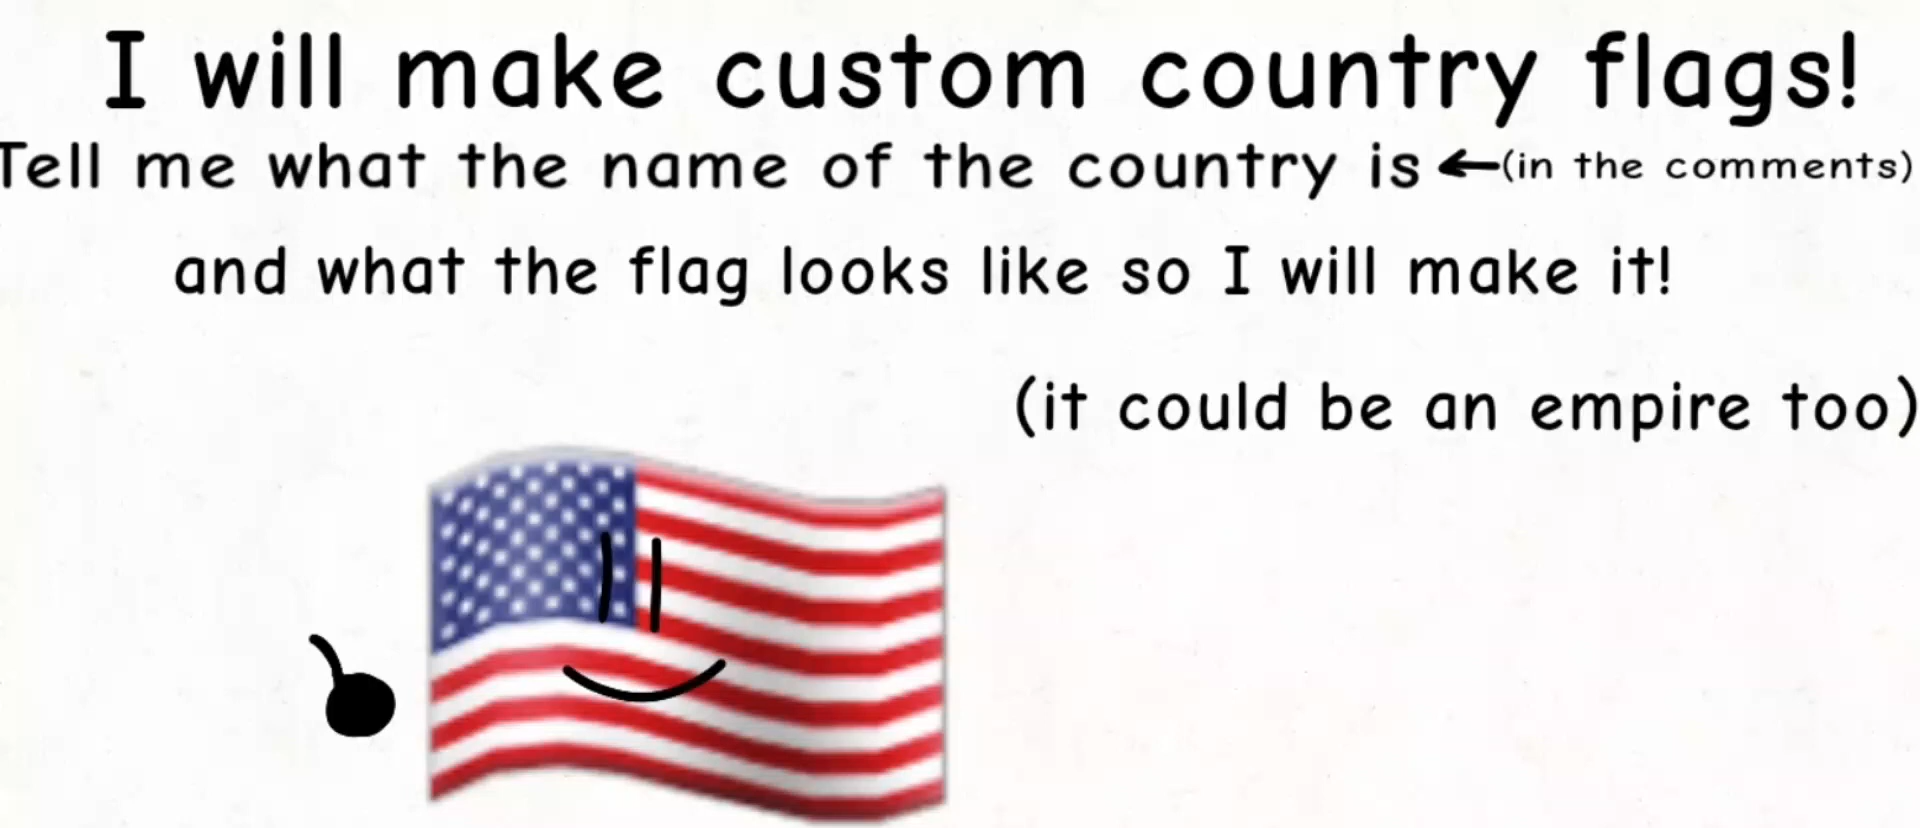 I will make custom country flags!
Tell me what the name of the country is ←(in the comments)
and what the flag looks like so I will make it!
(it could be an empire too)